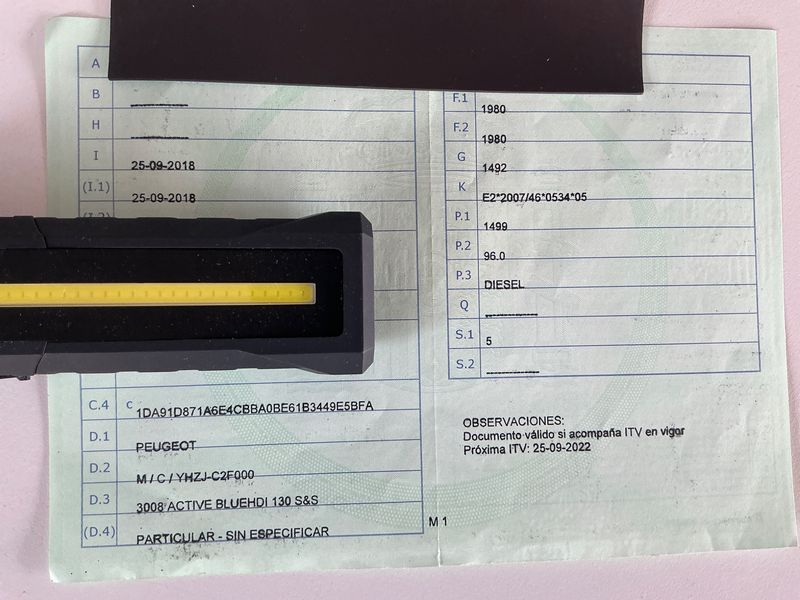 A
B
H
I 25-09-2018
(I.1) 25-09-2018
C.4 c 1DA91D871A6E4CBBA0BE61B3449E5BFA
D.1 PEUGEOT
D.2 M / C / YHZJ-C2F000
D.3 3008 ACTIVE BLUEHDI 130 S&S
(D.4) PARTICULAR - SIN ESPECIFICAR
F.1 1980
F.2 1980
G 1492
K E2*2007/46*0534*05
P.1 1499
P.2 96.0
P.3 DIESEL
Q
S.1 5
S.2
OBSERVACIONES:
Documento válido si acompaña ITV en vigor
Próxima ITV: 25-09-2022
M 1